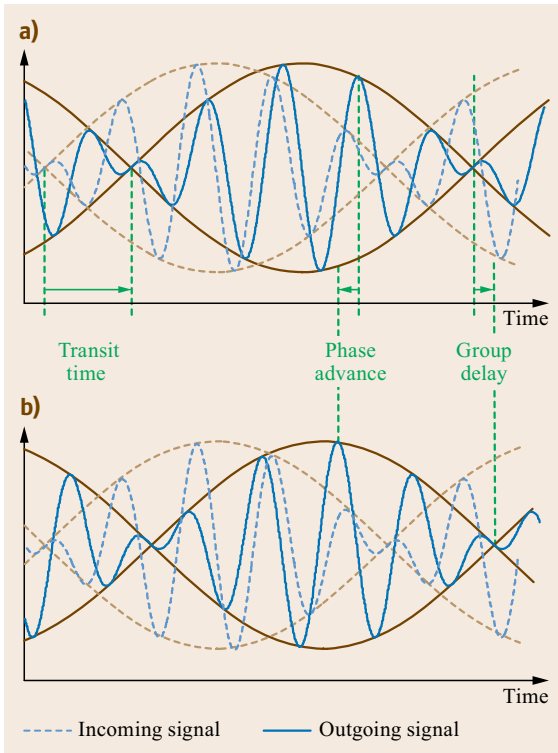 a)
Time
Transit
time
Phase
advance
Group
delay
b)
Time
Incoming signal
Outgoing signal